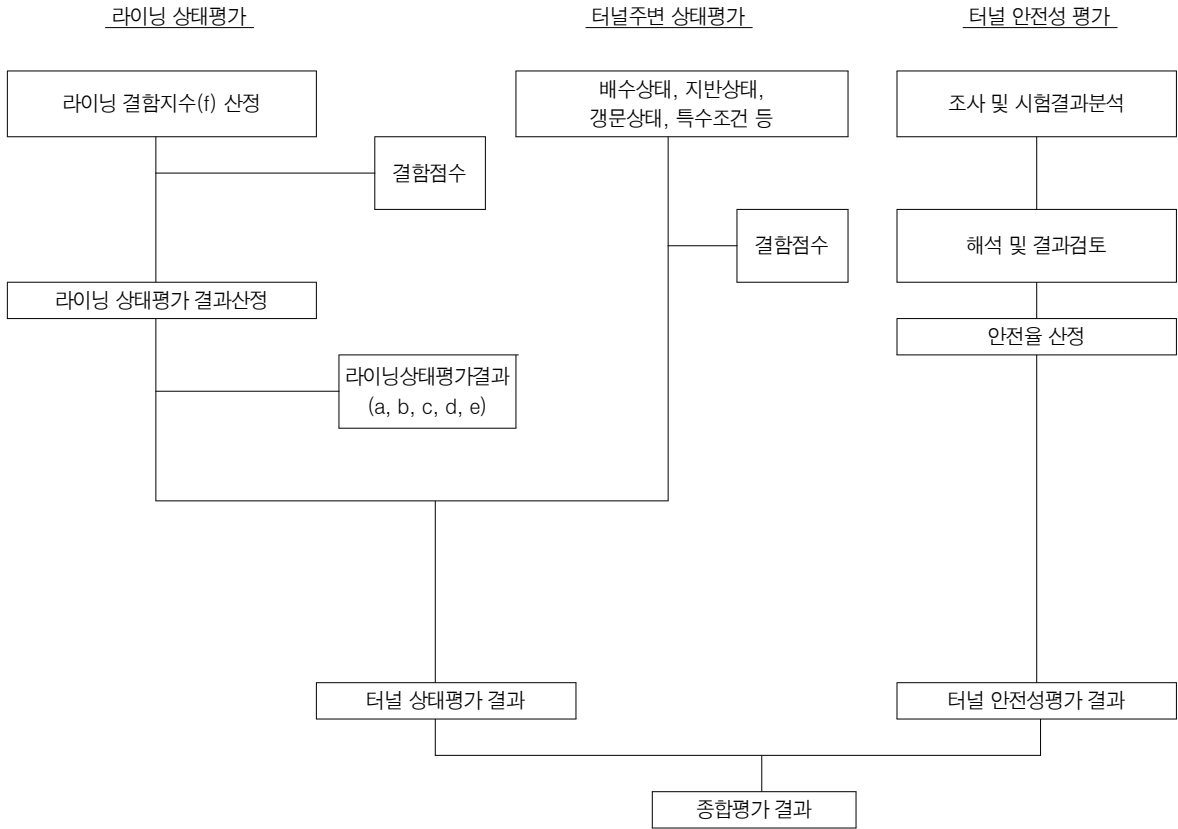 라이닝 상태평가
터널주변 상태평가
터널 안전성 평가
라이닝 결함지수(f) 산정
배수상태, 지반상태,
갱문상태, 특수조건 등
조사 및 시험결과분석
결함점수
결함점수
해석 및 결과검토
라이닝 상태평가 결과산정
안전율 산정
라이닝상태평가결과
(a, b, c, d, e)
터널 상태평가 결과
터널 안전성평가 결과
종합평가 결과